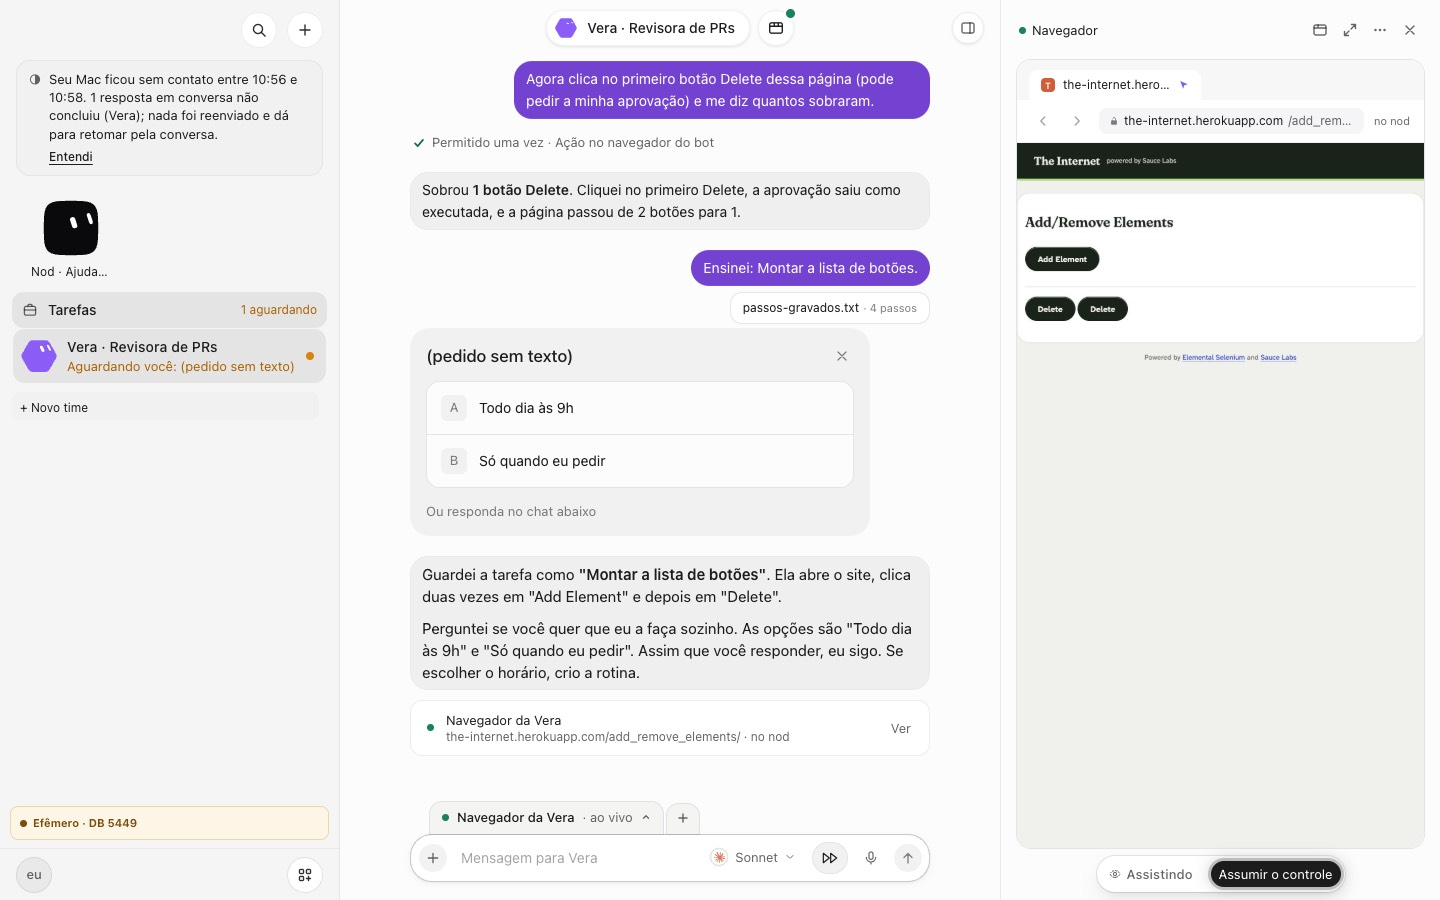 Seu Mac ficou sem contato entre 10:56 e
10:58. 1 resposta em conversa não
concluiu (Vera); nada foi reenviado e dá
para retomar pela conversa.
Entendi
Nod · Ajuda...
Tarefas
1 aguardando
Vera · Revisora de PRs
Aguardando você: (pedido sem texto)
+ Novo time
Efêmero · DB 5449
eu
Vera · Revisora de PRs
Agora clica no primeiro botão Delete dessa página (pode
pedir a minha aprovação) e me diz quantos sobraram.
Permitido uma vez · Ação no navegador do bot
Sobrou 1 botão Delete. Cliquei no primeiro Delete, a aprovação saiu como
executada, e a página passou de 2 botões para 1.
Ensinei: Montar a lista de botões.
passos-gravados.txt · 4 passos
(pedido sem texto)
A Todo dia às 9h
B Só quando eu pedir
Ou responda no chat abaixo
Guardei a tarefa como "Montar a lista de botões". Ela abre o site, clica
duas vezes em "Add Element" e depois em "Delete".
Perguntei se você quer que eu a faça sozinho. As opções são "Todo dia
às 9h" e "Só quando eu pedir". Assim que você responder, eu sigo. Se
escolher o horário, crio a rotina.
Navegador da Vera
the-internet.herokuapp.com/add_remove_elements/ · no nod
Ver
Navegador da Vera · ao vivo
Mensagem para Vera
Sonnet
Navegador
T the-internet.hero...
the-internet.herokuapp.com /add_rem... no nod
The Internet powered by Sauce Labs
Add/Remove Elements
Add Element
Delete Delete
Powered by Elemental Selenium and Sauce Labs
Assistindo
Assumir o controle